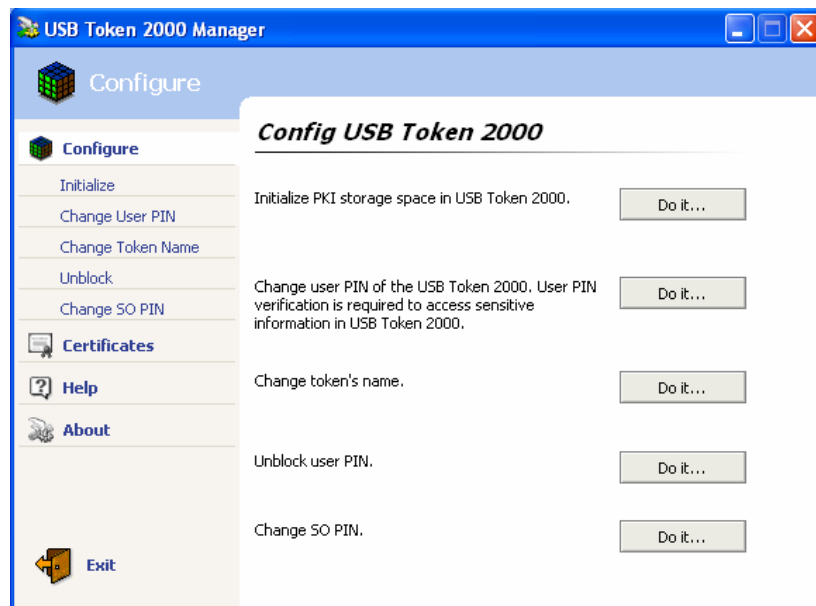 USB Token 2000 Manager
Configure
Configure
Initialize
Change User PIN
Change Token Name
Unblock
Change SO PIN
Certificates
Help
About
Exit
Config USB Token 2000
Initialize PKI storage space in USB Token 2000.
Do it...
Change user PIN of the USB Token 2000. User PIN
verification is required to access sensitive
information in USB Token 2000.
Do it...
Change token's name.
Do it...
Unblock user PIN.
Do it...
Change SO PIN.
Do it...